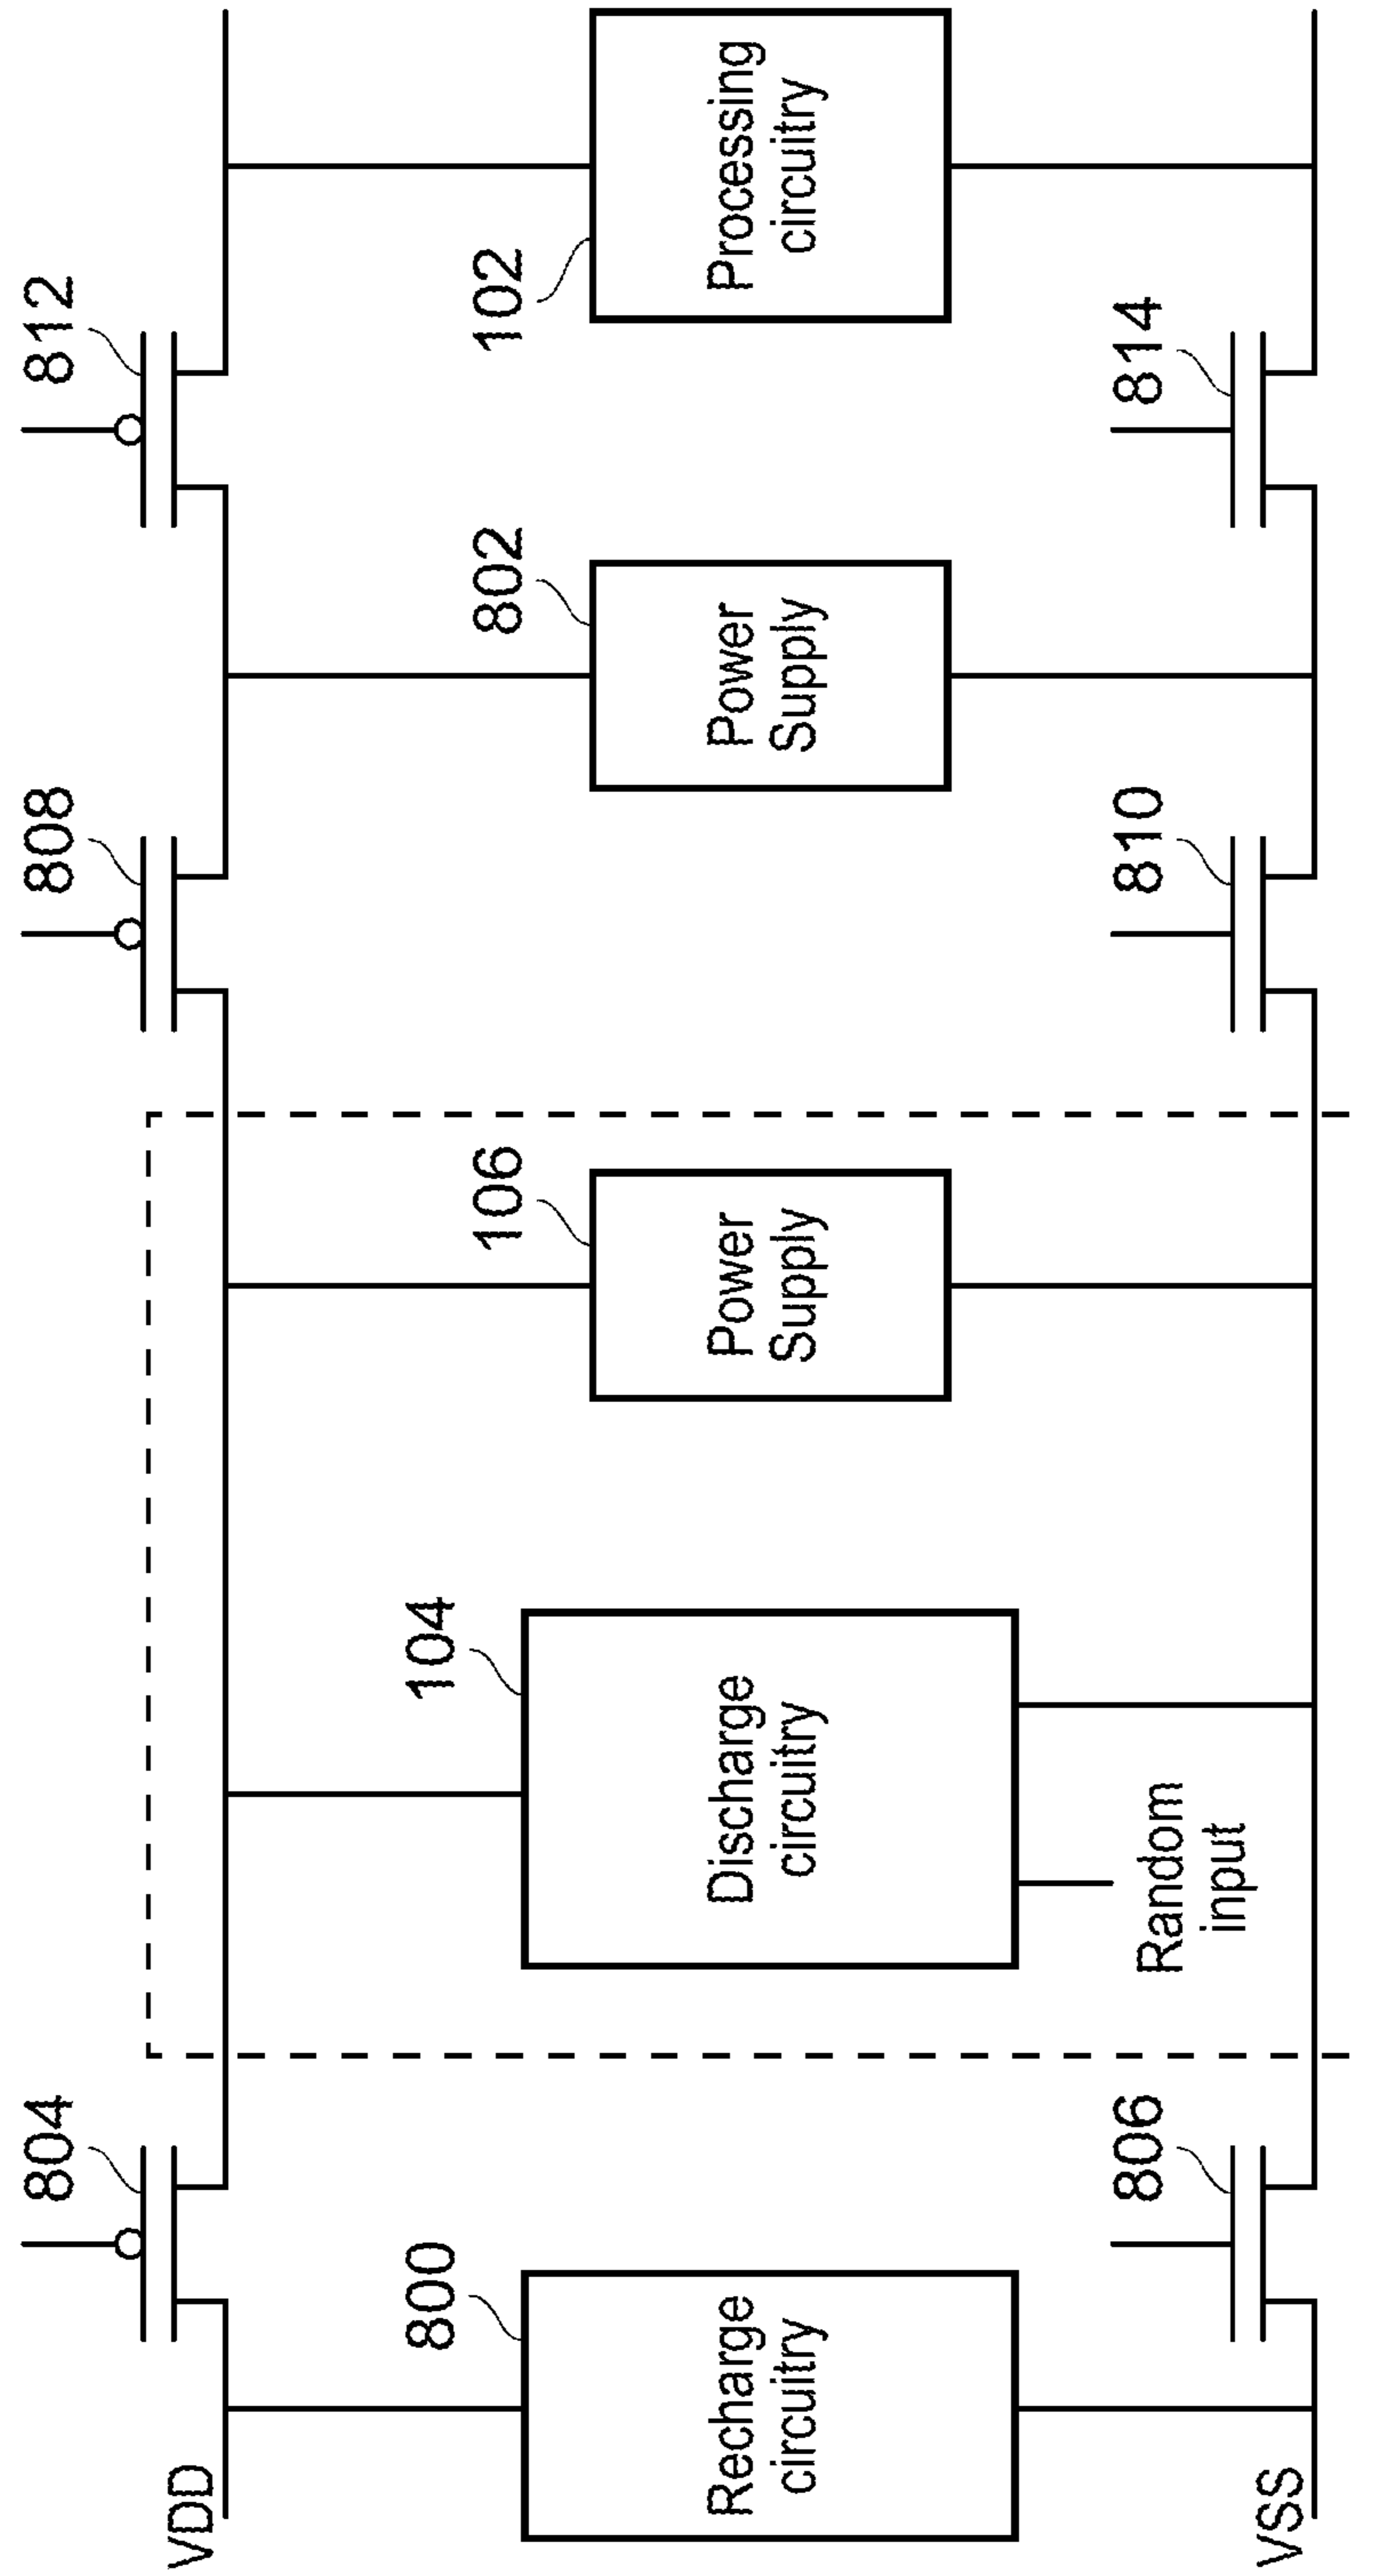 804
808
812
VDD
800
Recharge
circuitry
104
Discharge
circuitry
Random
input
106
Power
Supply
802
Power
Supply
102
Processing
circuitry
VSS
806
810
814